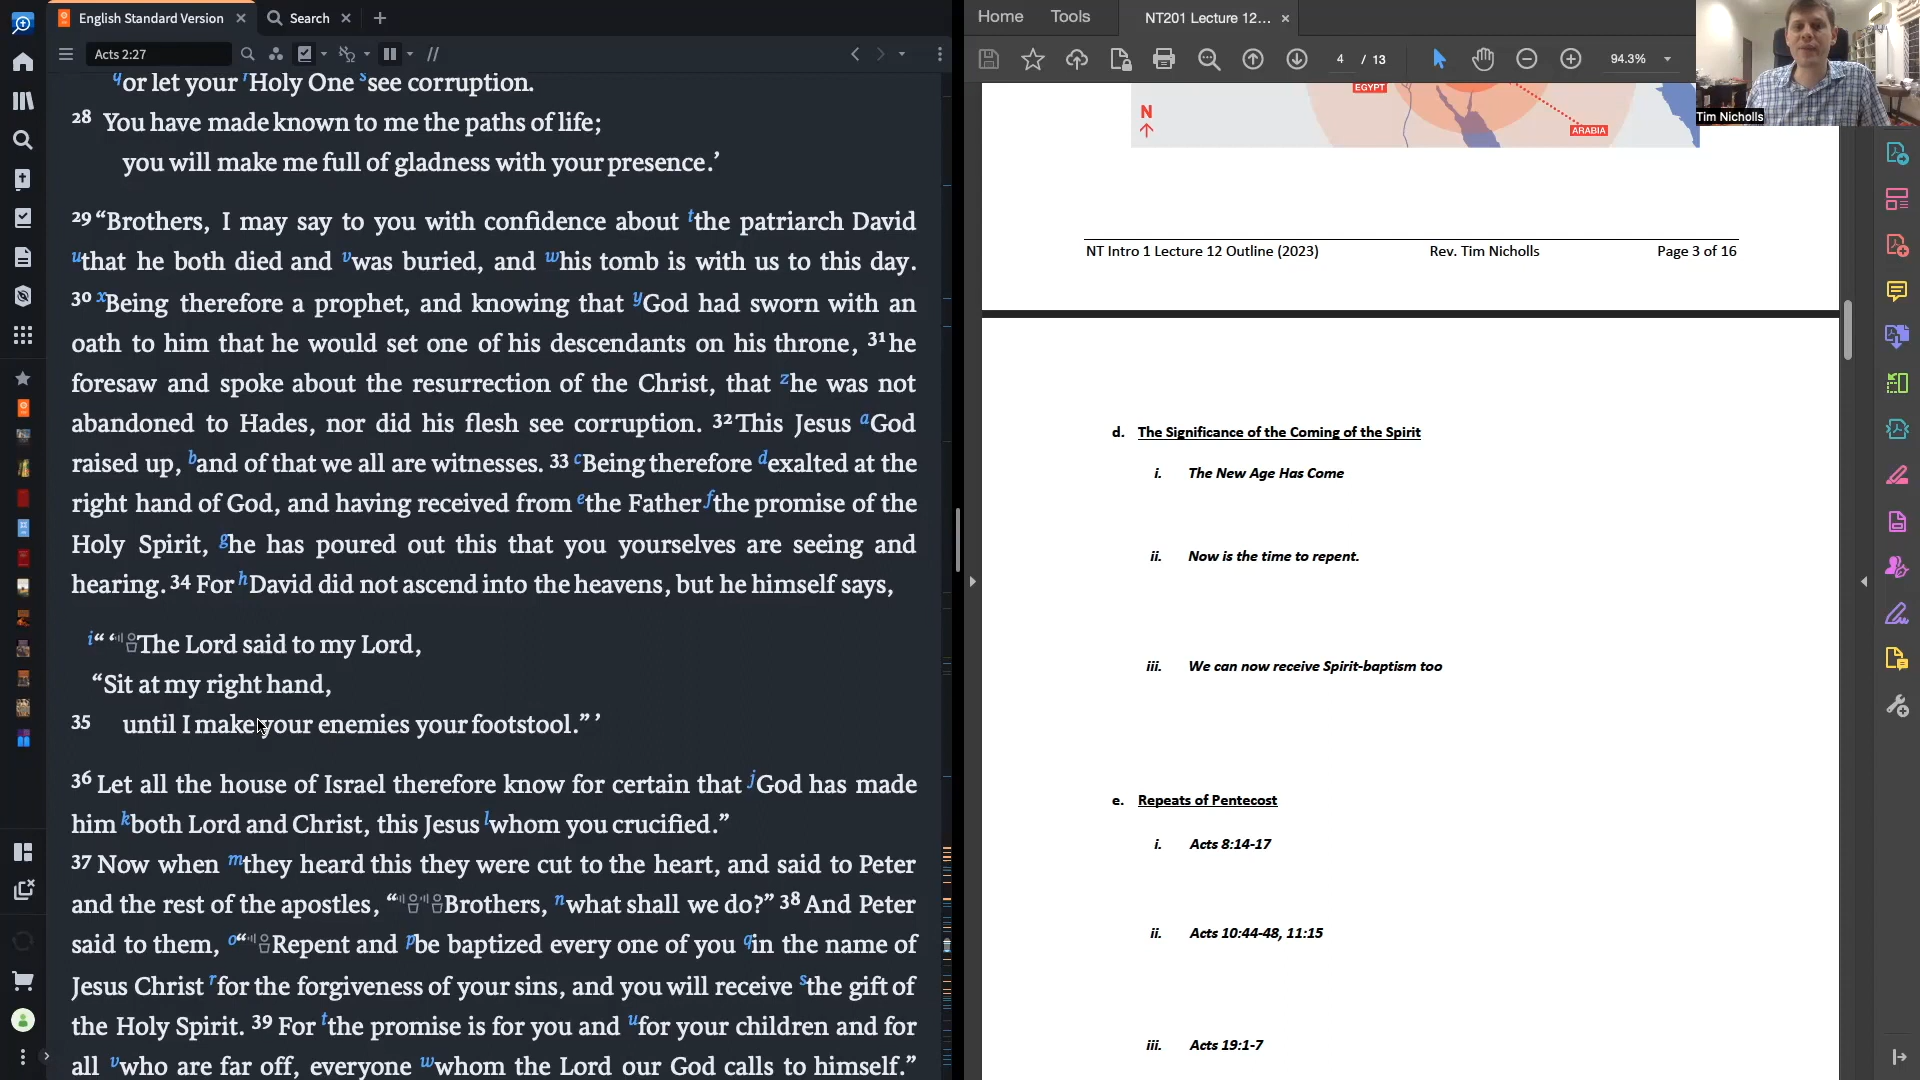 English Standard Version
Search
Acts 2:27
q or let your r Holy One s see corruption.
28 You have made known to me the paths of life;
you will make me full of gladness with your presence.’
29 “Brothers, I may say to you with confidence about t the patriarch David
u that he both died and v was buried, and w his tomb is with us to this day.
30 x Being therefore a prophet, and knowing that y God had sworn with an
oath to him that he would set one of his descendants on his throne, 31 he
foresaw and spoke about the resurrection of the Christ, that z he was not
abandoned to Hades, nor did his flesh see corruption. 32 This Jesus a God
raised up, b and of that we all are witnesses. 33 c Being therefore d exalted at the
right hand of God, and having received from e the Father f the promise of the
Holy Spirit, g he has poured out this that you yourselves are seeing and
hearing. 34 For h David did not ascend into the heavens, but he himself says,
i “ ‘The Lord said to my Lord,
“Sit at my right hand,
35 until I make your enemies your footstool.” ’
36 Let all the house of Israel therefore know for certain that j God has made
him k both Lord and Christ, this Jesus l whom you crucified.”
37 Now when m they heard this they were cut to the heart, and said to Peter
and the rest of the apostles, “Brothers, n what shall we do?” 38 And Peter
said to them, o “Repent and p be baptized every one of you q in the name of
Jesus Christ r for the forgiveness of your sins, and you will receive s the gift of
the Holy Spirit. 39 For t the promise is for you and u for your children and for
all v who are far off, everyone w whom the Lord our God calls to himself.”
Home Tools NT201 Lecture 12...
4 / 13 94.3%
Tim Nicholls
EGYPT
N
ARABIA
NT Intro 1 Lecture 12 Outline (2023) Rev. Tim Nicholls Page 3 of 16
d. The Significance of the Coming of the Spirit
i. The New Age Has Come
ii. Now is the time to repent.
iii. We can now receive Spirit-baptism too
e. Repeats of Pentecost
i. Acts 8:14-17
ii. Acts 10:44-48, 11:15
iii. Acts 19:1-7